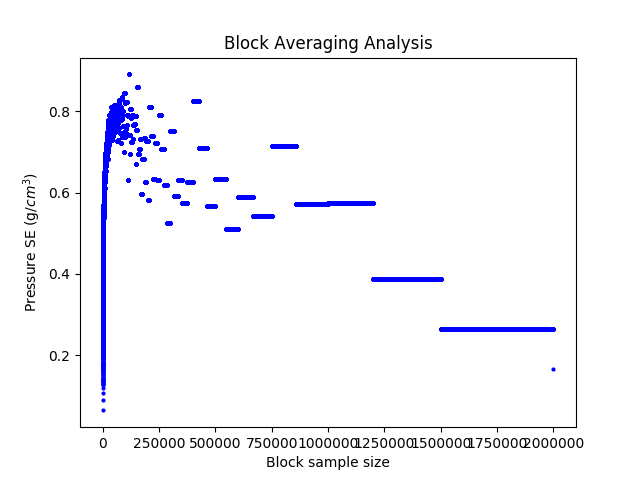 Block Averaging Analysis
Pressure SE (g/cm³)
0.8
0.6
0.4
0.2
0 250000 500000 750000 1000000 1250000 1500000 1750000 2000000
Block sample size